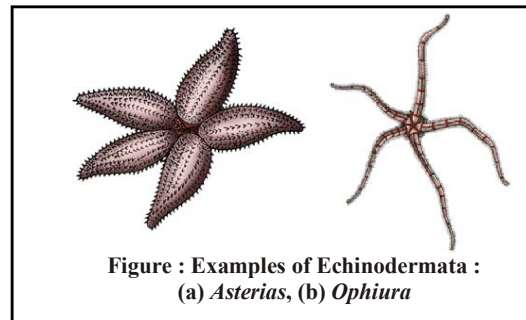 Figure : Examples of Echinodermata :
(a) Asterias, (b) Ophiura